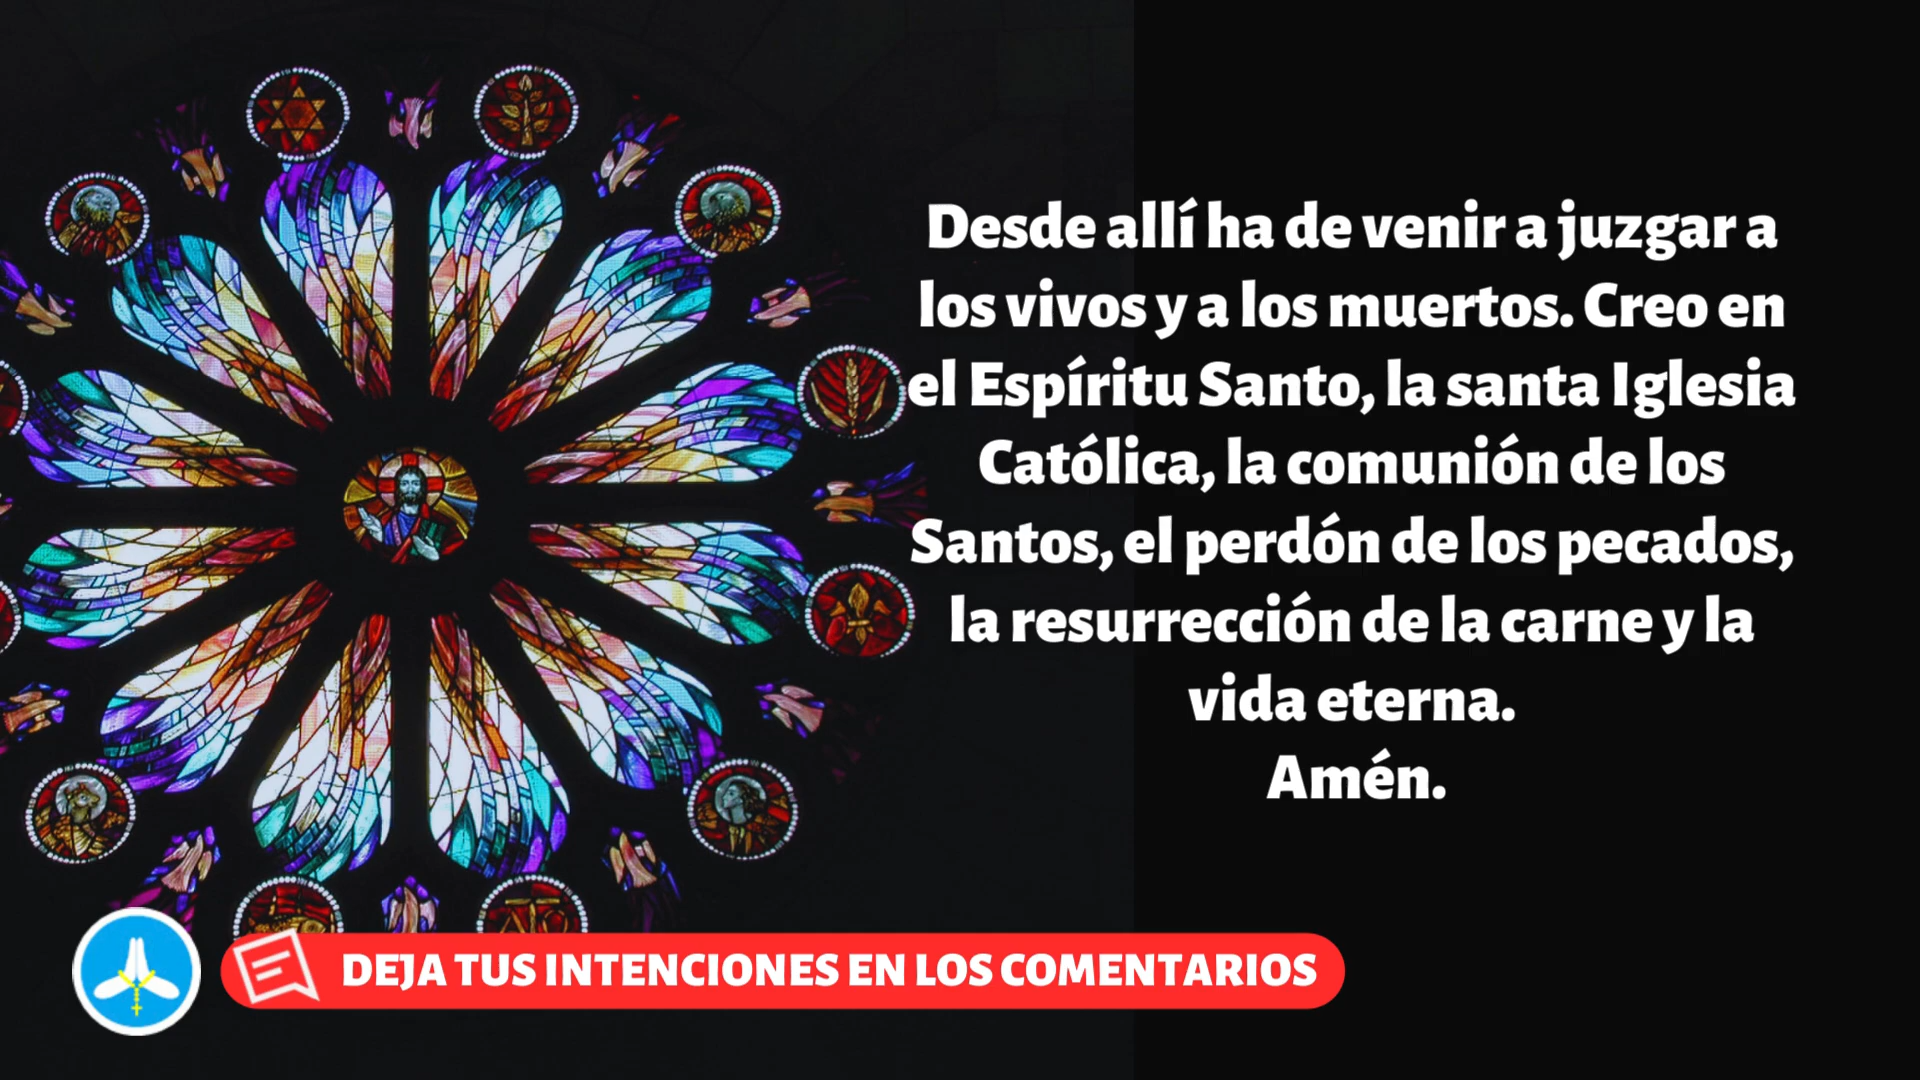 Desde allí ha de venir a juzgar a
los vivos y a los muertos. Creo en
el Espíritu Santo, la santa Iglesia
Católica, la comunión de los
Santos, el perdón de los pecados,
la resurrección de la carne y la
vida eterna.
Amén.
DEJA TUS INTENCIONES EN LOS COMENTARIOS